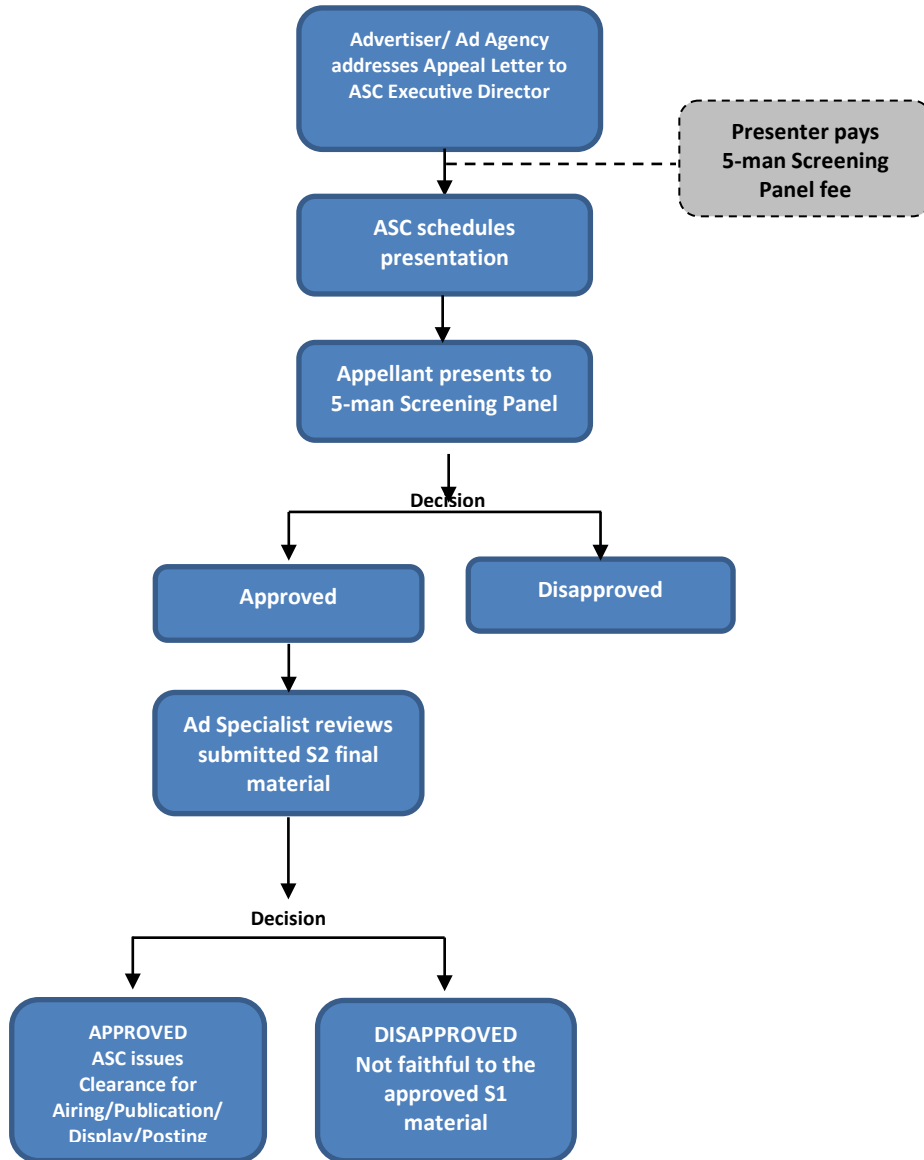 Advertiser/ Ad Agency
addresses Appeal Letter to
ASC Executive Director
Presenter pays
5-man Screening
Panel fee
ASC schedules
presentation
Appellant presents to
5-man Screening Panel
Decision
Approved
Disapproved
Ad Specialist reviews
submitted S2 final
material
Decision
APPROVED
ASC issues
Clearance for
Airing/Publication/
Display/Posting
DISAPPROVED
Not faithful to the
approved S1
material